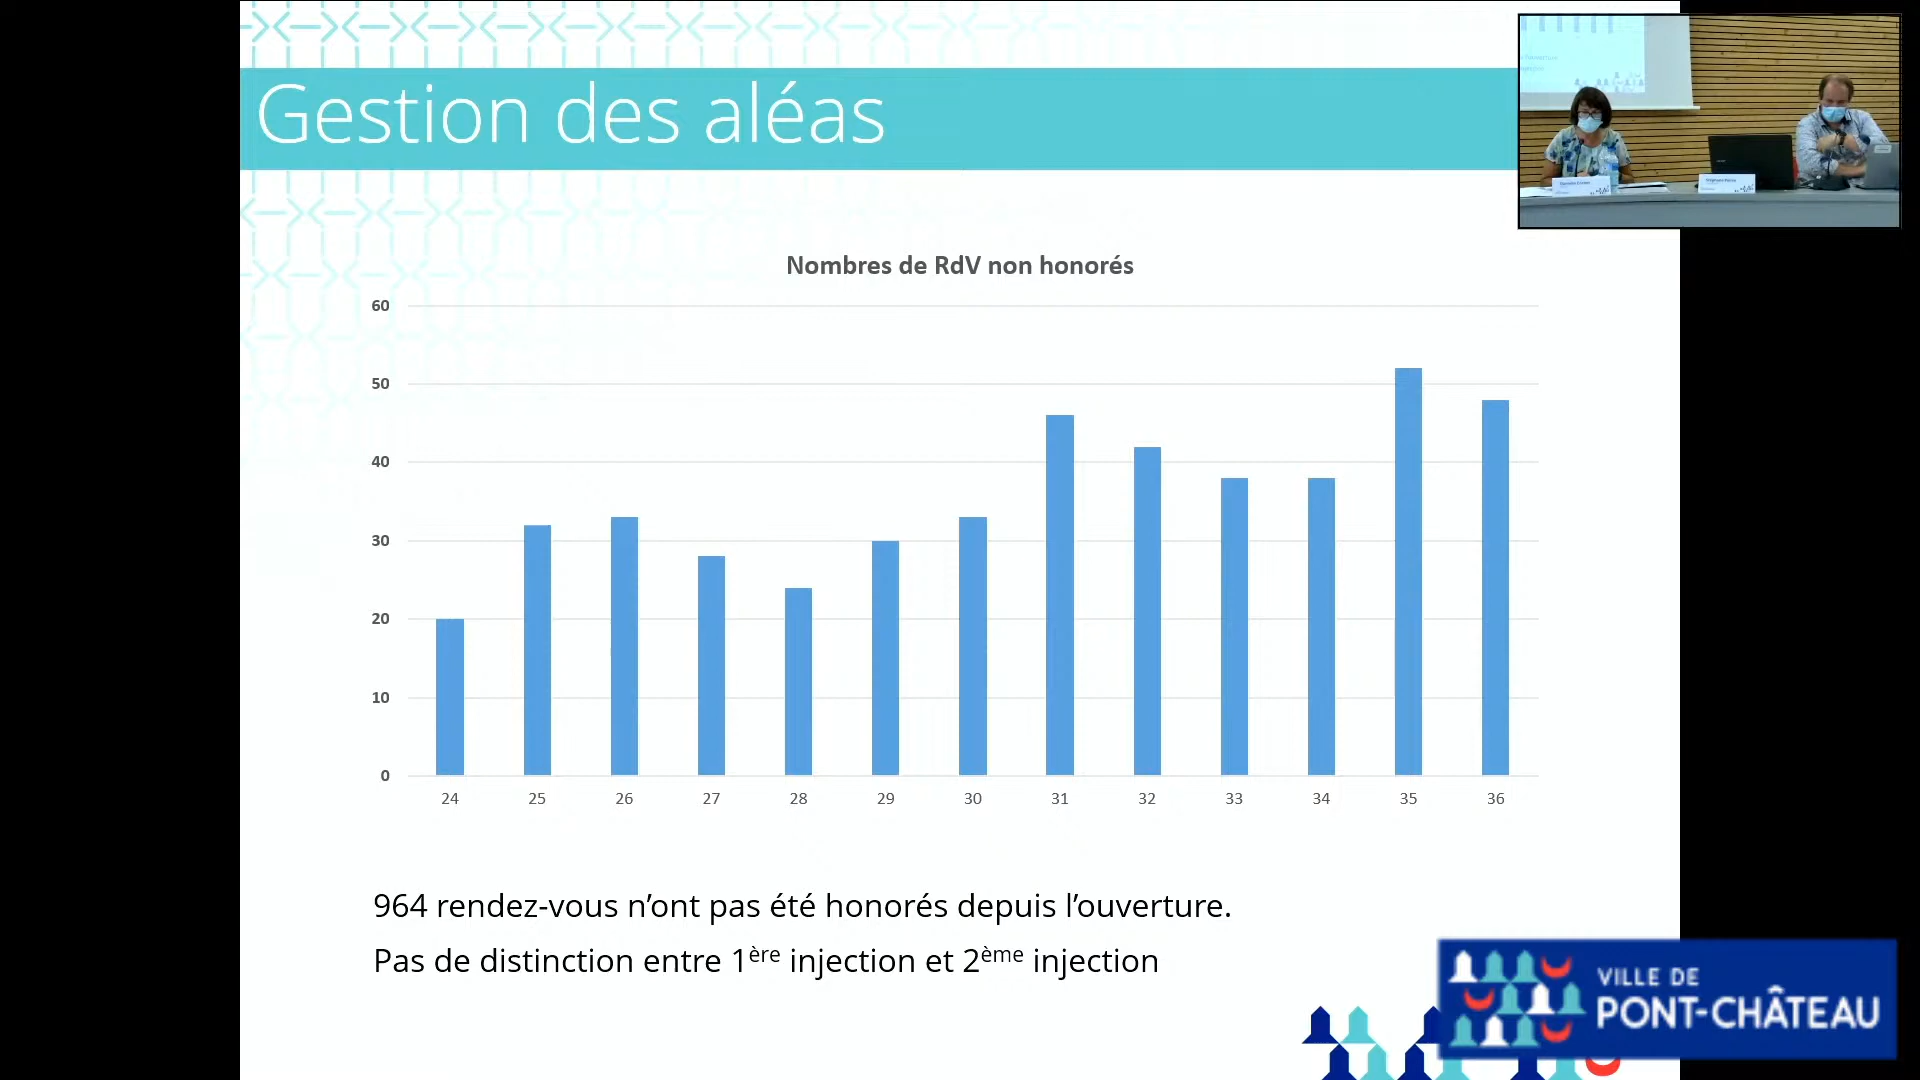 Gestion des aléas
Nombres de RdV non honorés
60
50
40
30
20
10
0
24 25 26 27 28 29 30 31 32 33 34 35 36
964 rendez-vous n’ont pas été honorés depuis l’ouverture.
Pas de distinction entre 1ère injection et 2ème injection
VILLE DE
PONT-CHÂTEAU